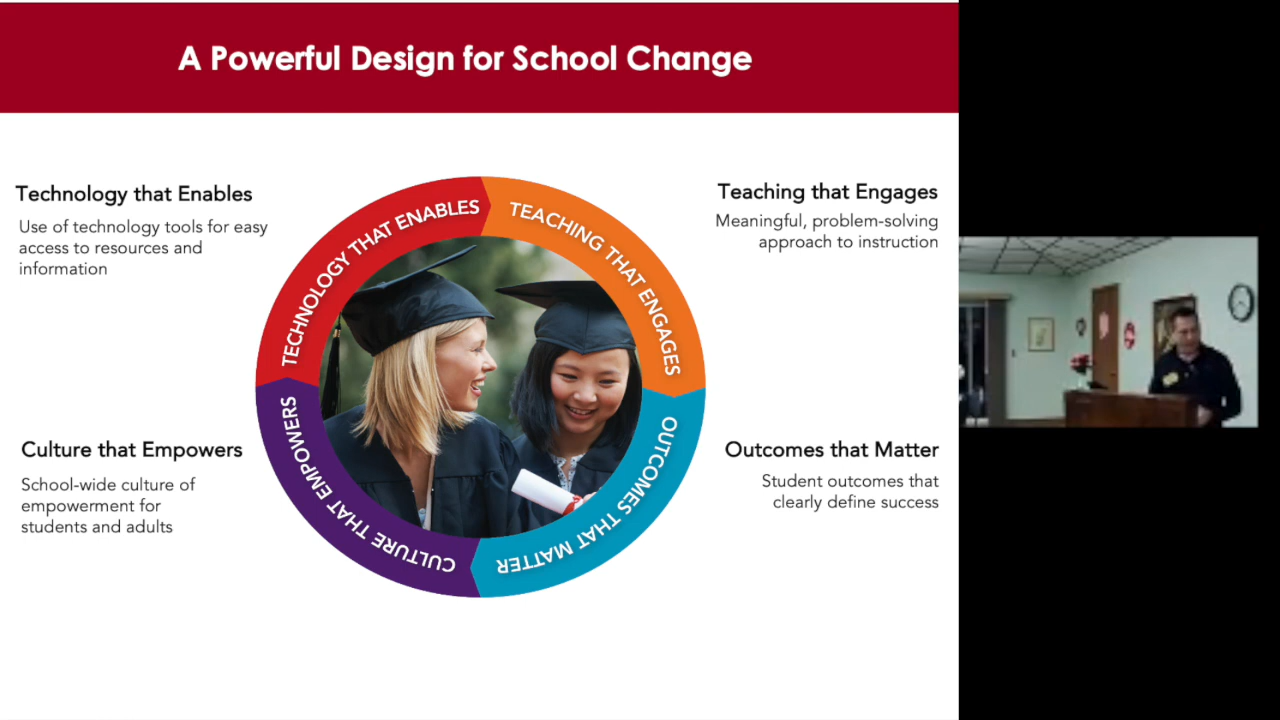 A Powerful Design for School Change
Technology that Enables
Use of technology tools for easy
access to resources and
information
Teaching that Engages
Meaningful, problem-solving
approach to instruction
TECHNOLOGY THAT ENABLES
TEACHING THAT ENGAGES
CULTURE THAT EMPOWERS
OUTCOMES THAT MATTER
Culture that Empowers
School-wide culture of
empowerment for
students and adults
Outcomes that Matter
Student outcomes that
clearly define success